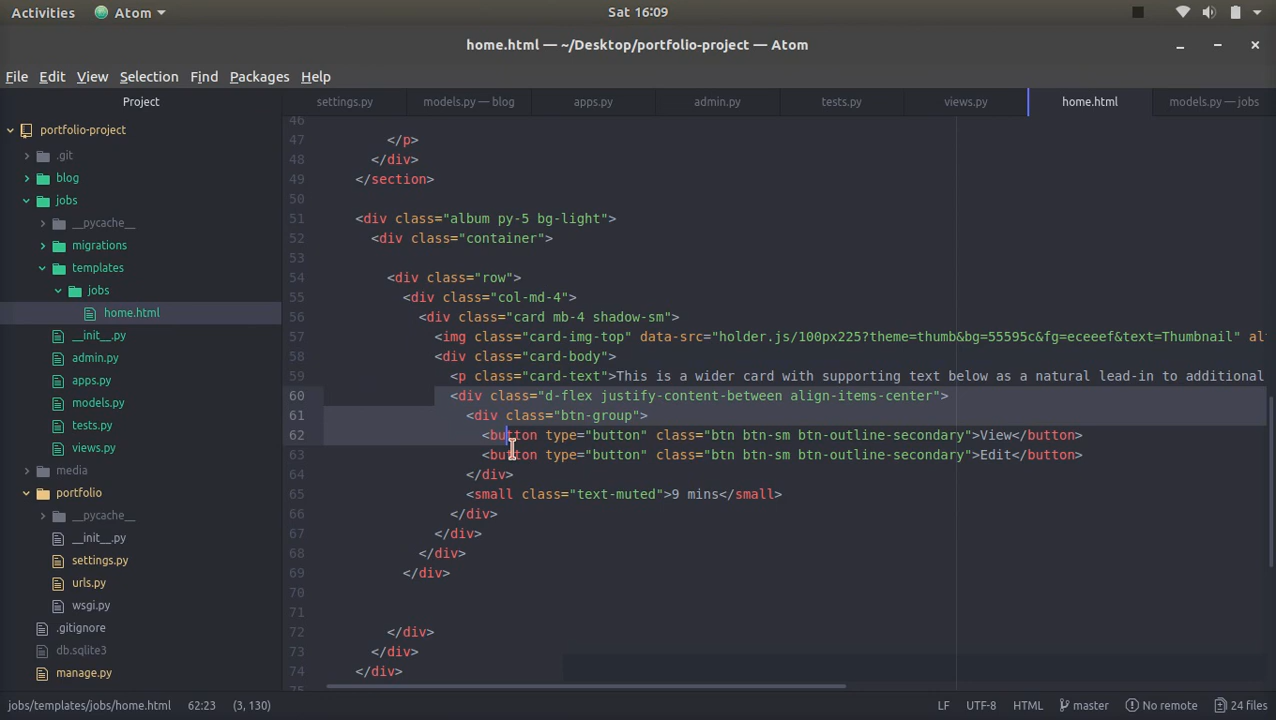 Activities Atom Sat 16:09
home.html — ~/Desktop/portfolio-project — Atom
File Edit View Selection Find Packages Help
Project
settings.py models.py — blog apps.py admin.py tests.py views.py home.html models.py — jobs
portfolio-project
.git
blog
jobs
__pycache__
migrations
templates
jobs
home.html
__init__.py
admin.py
apps.py
models.py
tests.py
views.py
media
portfolio
__pycache__
__init__.py
settings.py
urls.py
wsgi.py
.gitignore
db.sqlite3
manage.py
46
47 </p>
48 </div>
49 </section>
50
51 <div class="album py-5 bg-light">
52 <div class="container">
53
54 <div class="row">
55 <div class="col-md-4">
56 <div class="card mb-4 shadow-sm">
57 <img class="card-img-top" data-src="holder.js/100px225?theme=thumb&bg=55595c&fg=eceeef&text=Thumbnail" al
58 <div class="card-body">
59 <p class="card-text">This is a wider card with supporting text below as a natural lead-in to additional
60 <div class="d-flex justify-content-between align-items-center">
61 <div class="btn-group">
62 <button type="button" class="btn btn-sm btn-outline-secondary">View</button>
63 <button type="button" class="btn btn-sm btn-outline-secondary">Edit</button>
64 </div>
65 <small class="text-muted">9 mins</small>
66 </div>
67 </div>
68 </div>
69 </div>
70
71
72 </div>
73 </div>
74 </div>
75
jobs/templates/jobs/home.html 62:23 (3, 130) LF UTF-8 HTML master No remote 24 files